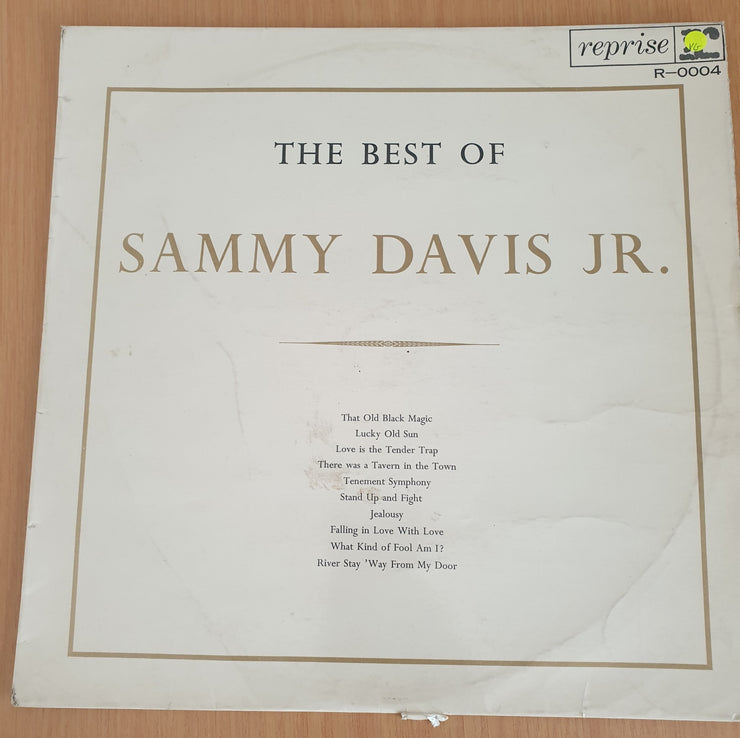 reprise
VG
R-0004
THE BEST OF
SAMMY DAVIS JR.
That Old Black Magic
Lucky Old Sun
Love is the Tender Trap
There was a Tavern in the Town
Tenement Symphony
Stand Up and Fight
Jealousy
Falling in Love With Love
What Kind of Fool Am I?
River Stay 'Way From My Door